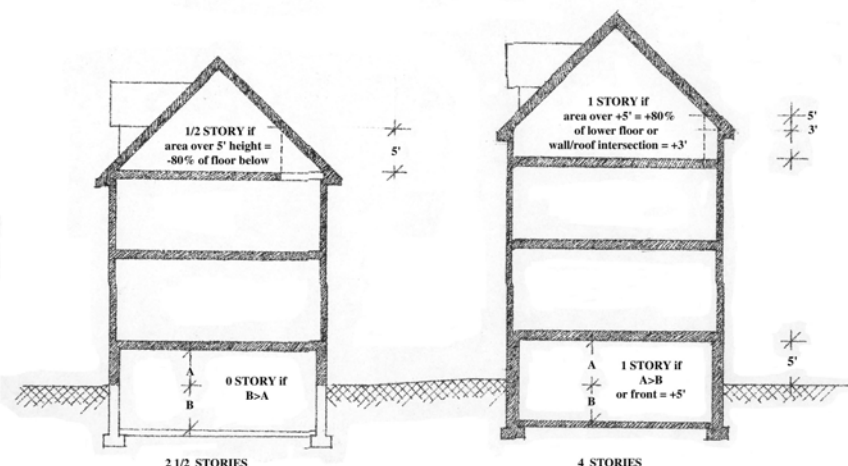 1/2 STORY if
area over 5' height =
-80% of floor below
5'
A
B
0 STORY if
B>A
2 1/2 STORIES
1 STORY if
area over +5' = +80%
of lower floor or
wall/roof intersection = +3'
5'
3'
A
B
1 STORY if
A>B
or front = +5'
5'
4 STORIES